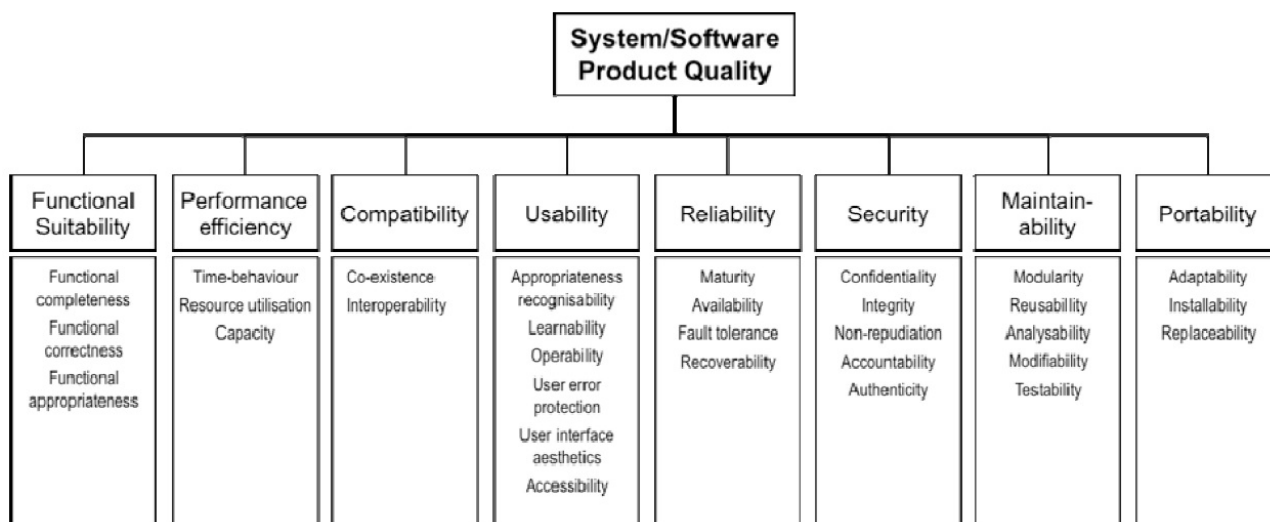 System/Software
Product Quality
Functional
Suitability
Performance
efficiency
Compatibility
Usability
Reliability
Security
Maintain-
ability
Portability
Functional
completeness
Functional
correctness
Functional
appropriateness
Time-behaviour
Resource utilisation
Capacity
Co-existence
Interoperability
Appropriateness
recognisability
Learnability
Operability
User error
protection
User interface
aesthetics
Accessibility
Maturity
Availability
Fault tolerance
Recoverability
Confidentiality
Integrity
Non-repudiation
Accountability
Authenticity
Modularity
Reusabillity
Analysability
Modifiability
Testability
Adaptability
Installability
Replaceability